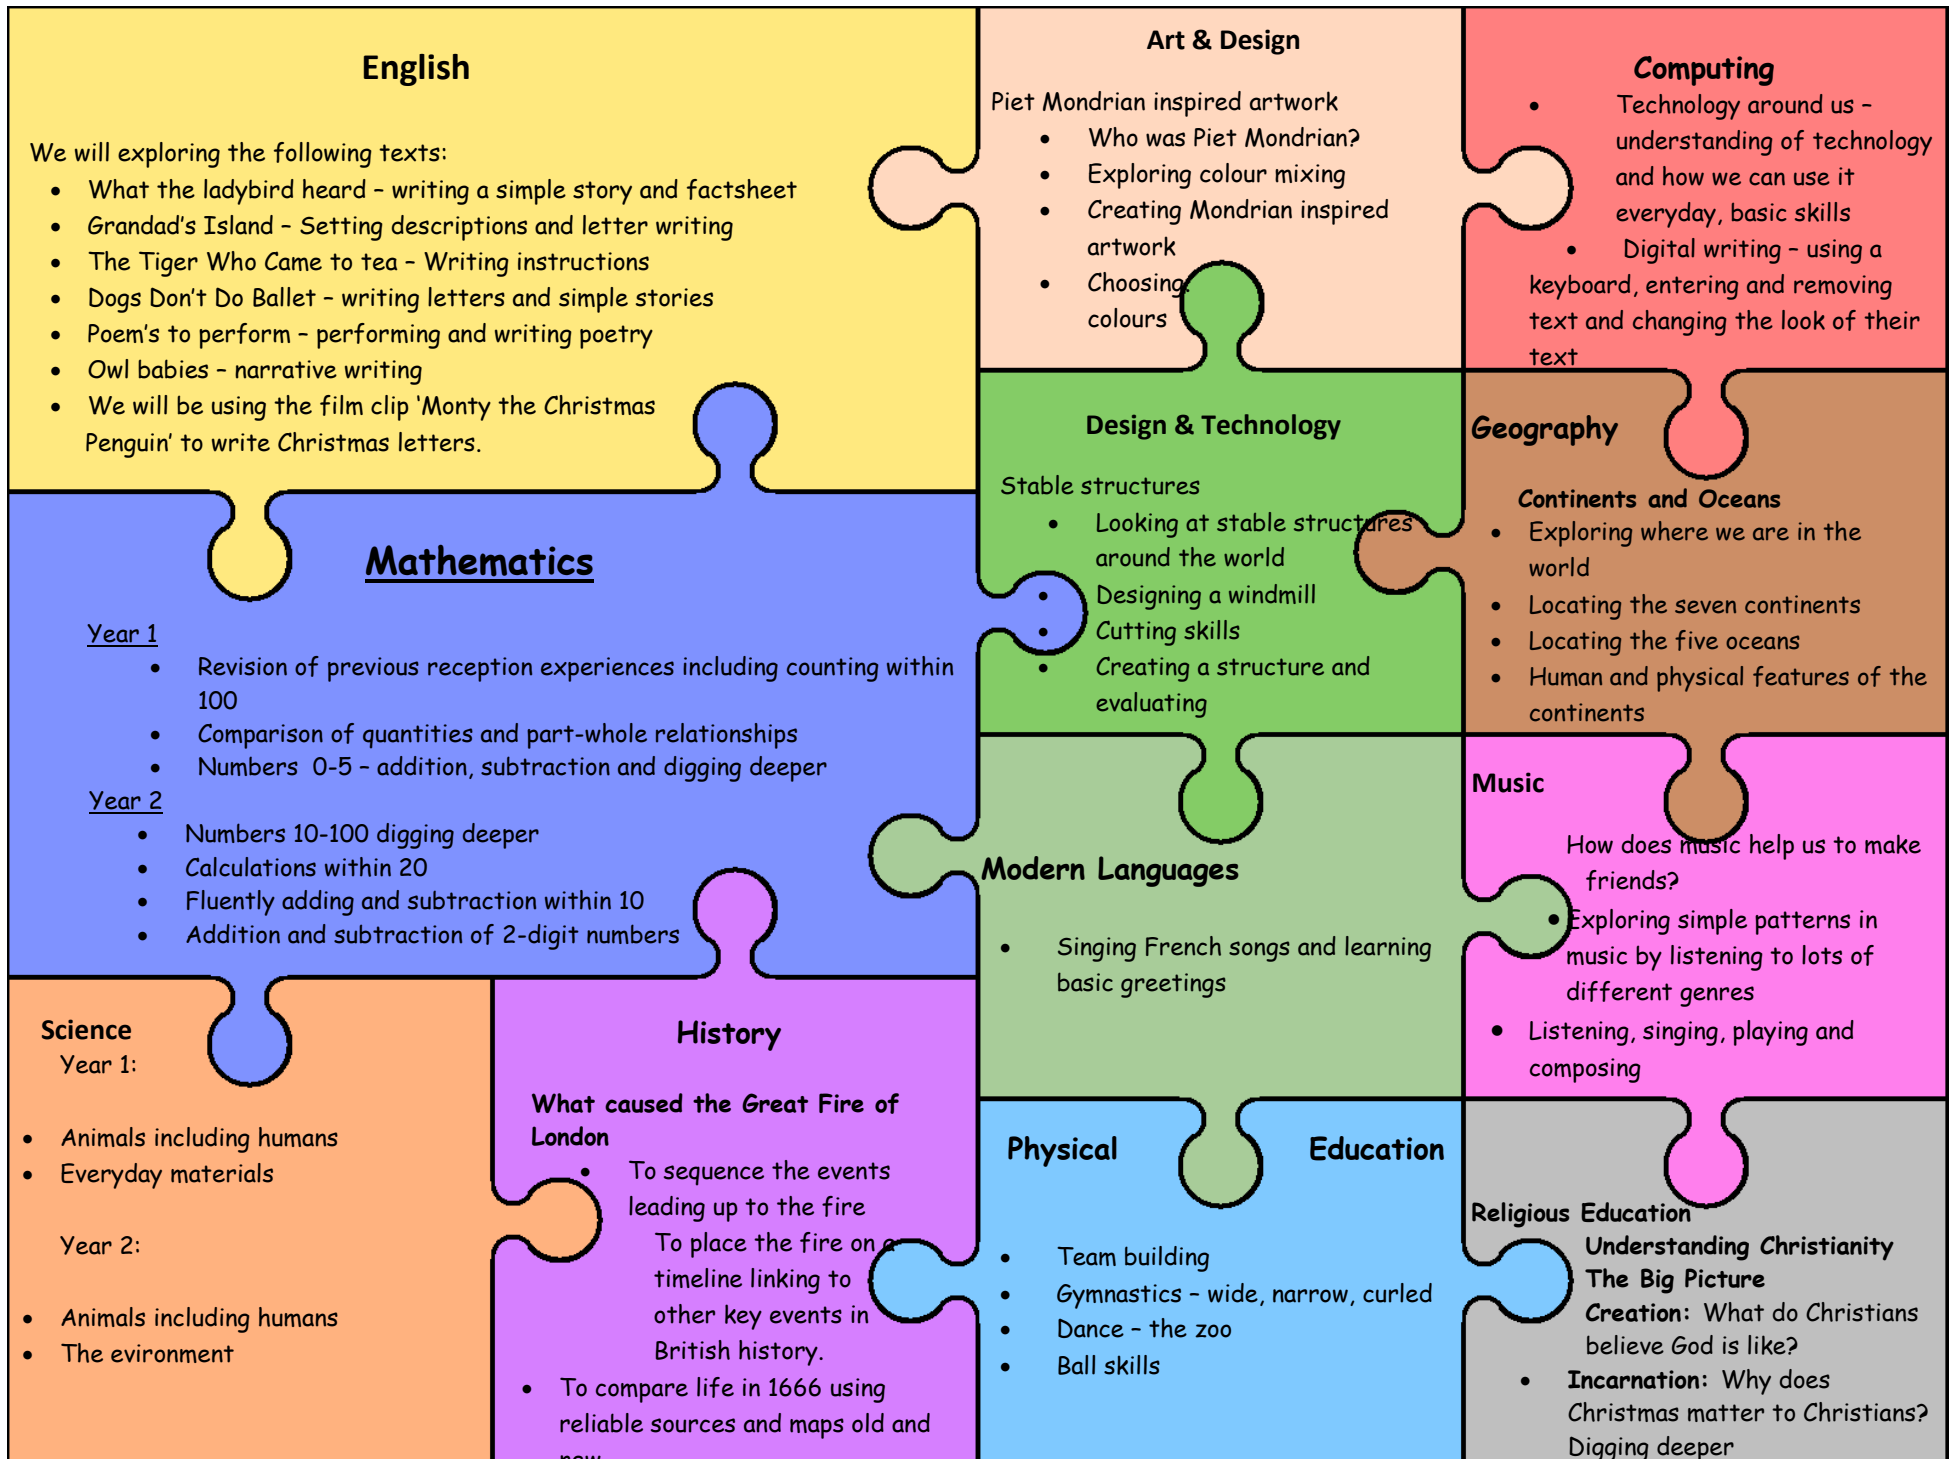 English
We will exploring the following texts:
• What the ladybird heard – writing a simple story and factsheet
• Grandad's Island – Setting descriptions and letter writing
• The Tiger Who Came to tea – Writing instructions
• Dogs Don't Do Ballet – writing letters and simple stories
• Poem's to perform – performing and writing poetry
• Owl babies – narrative writing
• We will be using the film clip 'Monty the Christmas
Penguin' to write Christmas letters.
Art & Design
Piet Mondrian inspired artwork
• Who was Piet Mondrian?
• Exploring colour mixing
• Creating Mondrian inspired
artwork
• Choosing
colours
Computing
• Technology around us –
understanding of technology
and how we can use it
everyday, basic skills
• Digital writing – using a
keyboard, entering and removing
text and changing the look of their
text
Mathematics
Year 1
• Revision of previous reception experiences including counting within
100
• Comparison of quantities and part-whole relationships
• Numbers 0-5 – addition, subtraction and digging deeper
Year 2
• Numbers 10-100 digging deeper
• Calculations within 20
• Fluently adding and subtraction within 10
• Addition and subtraction of 2-digit numbers
Design & Technology
Stable structures
• Looking at stable structures
around the world
• Designing a windmill
• Cutting skills
• Creating a structure and
evaluating
Geography
Continents and Oceans
• Exploring where we are in the
world
• Locating the seven continents
• Locating the five oceans
• Human and physical features of the
continents
Modern Languages
• Singing French songs and learning
basic greetings
Music
How does music help us to make
friends?
• Exploring simple patterns in
music by listening to lots of
different genres
• Listening, singing, playing and
composing
Science
Year 1:
• Animals including humans
• Everyday materials
Year 2:
• Animals including humans
• The evironment
History
What caused the Great Fire of
London
• To sequence the events
leading up to the fire
To place the fire on a
timeline linking to
other key events in
British history.
• To compare life in 1666 using
reliable sources and maps old and
Physical Education
• Team building
• Gymnastics – wide, narrow, curled
• Dance – the zoo
• Ball skills
Religious Education
Understanding Christianity
The Big Picture
Creation: What do Christians
believe God is like?
• Incarnation: Why does
Christmas matter to Christians?
Digging deeper